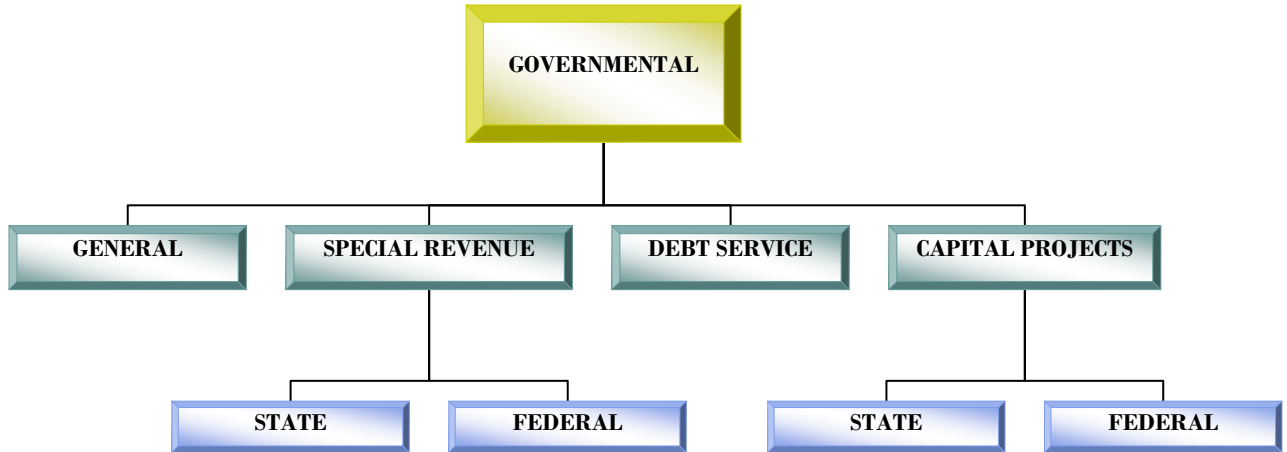 GOVERNMENTAL
GENERAL
SPECIAL REVENUE
DEBT SERVICE
CAPITAL PROJECTS
STATE
FEDERAL
STATE
FEDERAL